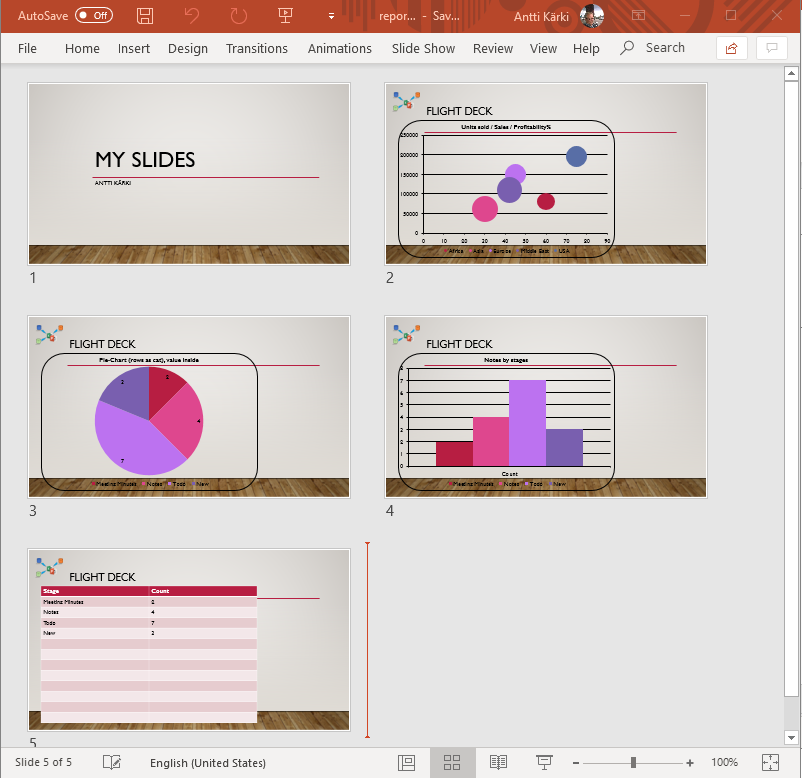 AutoSave Off repor... - Sav... Antti Kärki
File Home Insert Design Transitions Animations Slide Show Review View Help Search
MY SLIDES
ANTTI KÄRKI
1
FLIGHT DECK
Units sold / Sales / Profitability%
250000
200000
150000
100000
50000
0
0 10 20 30 40 50 60 70 80 90
Africa Asia Europe Middle East USA
2
FLIGHT DECK
Pie-Chart (rows as cat), value inside
4
7
Meeting Minutes Notes Todo New
3
FLIGHT DECK
Notes by stages
8
7
6
5
4
3
2
1
0
Count
Meeting Minutes Notes Todo New
4
FLIGHT DECK
Stage Count
Meeting Minutes
Notes 4
Todo 7
New
5
Slide 5 of 5 English (United States) 100%